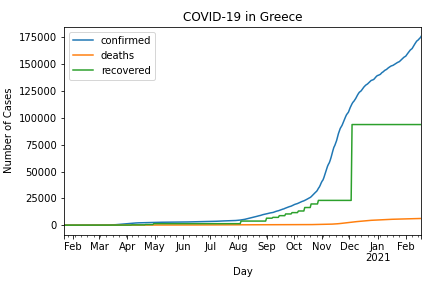 COVID-19 in Greece
confirmed
deaths
recovered
Number of Cases
175000
150000
125000
100000
75000
50000
25000
0
Feb Mar Apr May Jun Jul Aug Sep Oct Nov Dec Jan Feb
2021
Day